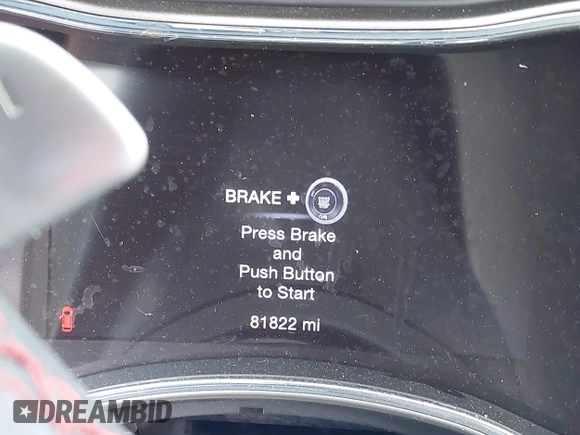 BRAKE +
Press Brake
and
Push Button
to Start
81822 mi
DREAMBID